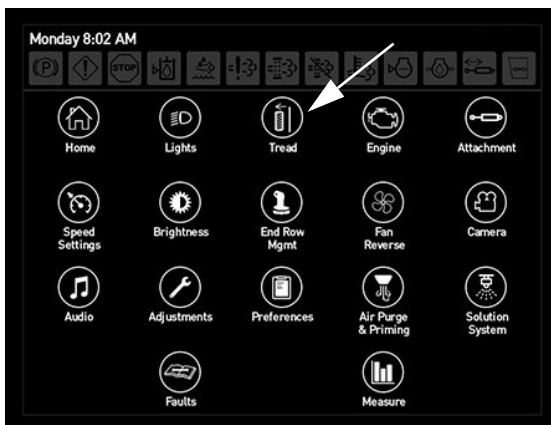 Monday 8:02 AM
(P) STOP
Home Lights Tread Engine Attachment
Speed Settings Brightness End Row Mgmt Fan Reverse Camera
Audio Adjustments Preferences Air Purge & Priming Solution System
Faults Measure